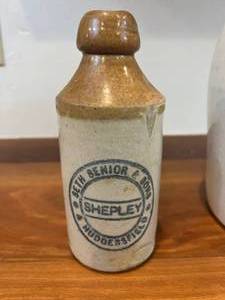 SETH SENIOR & SONS
SHEPLEY
& HUDDERSFIELD